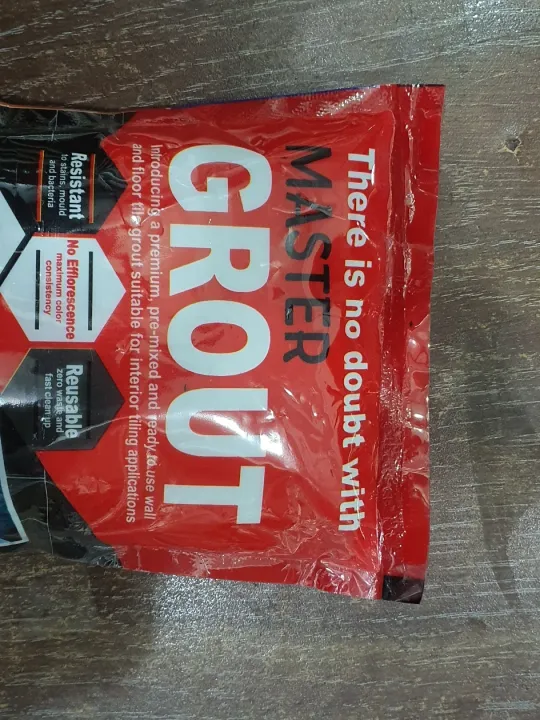 There is no doubt with
MASTER
GROUT
Introducing a premium, pre-mixed and ready to use wall
and floor tile grout suitable for interior tiling applications
Resistant
to stains, mould
and bacteria
No Efflorescence
maximum color
consistency
Reusable
zero waste and
fast clean up